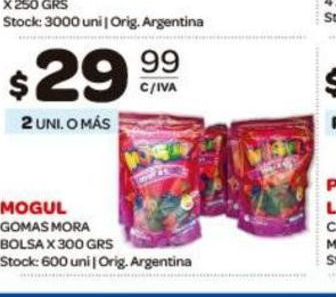 X 250 GRS
Stock: 3000 uni | Orig. Argentina
$29 99
C/IVA
2 UNI. O MÁS
MOGUL
MOGUL
GOMAS MORA
BOLSA X 300 GRS
Stock: 600 uni | Orig. Argentina